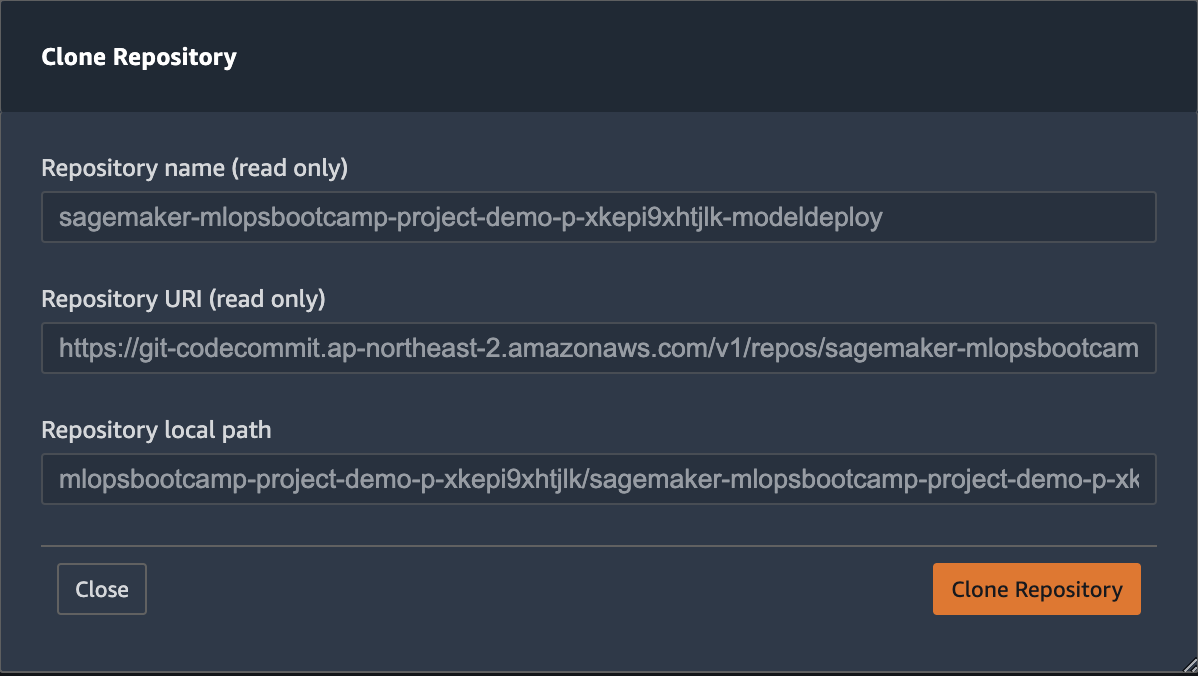 Clone Repository
Repository name (read only)
sagemaker-mlopsbootcamp-project-demo-p-xkepi9xhtjlk-modeldeploy
Repository URI (read only)
https://git-codecommit.ap-northeast-2.amazonaws.com/v1/repos/sagemaker-mlopsbootcam
Repository local path
mlopsbootcamp-project-demo-p-xkepi9xhtjlk/sagemaker-mlopsbootcamp-project-demo-p-xk
Close
Clone Repository